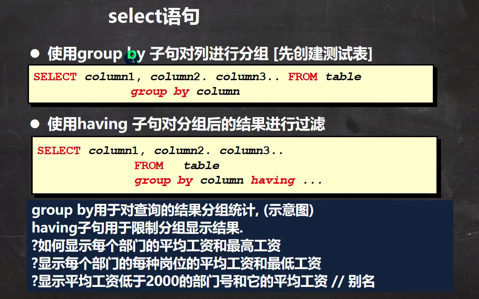 select语句
● 使用group by 子句对列进行分组 [先创建测试表]
SELECT column1, column2. column3.. FROM table
group by column
● 使用having 子句对分组后的结果进行过滤
SELECT column1, column2. column3..
FROM table
group by column having ...
group by用于对查询的结果分组统计, (示意图)
having子句用于限制分组显示结果.
?如何显示每个部门的平均工资和最高工资
?显示每个部门的每种岗位的平均工资和最低工资
?显示平均工资低于2000的部门号和它的平均工资 // 别名